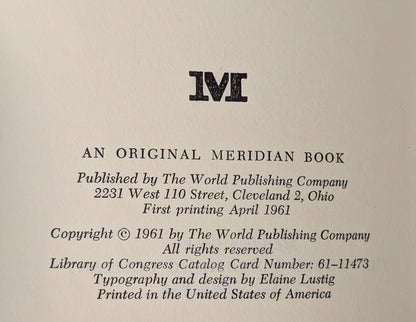 M
AN ORIGINAL MERIDIAN BOOK
Published by The World Publishing Company
2231 West 110 Street, Cleveland 2, Ohio
First printing April 1961
Copyright © 1961 by The World Publishing Company
All rights reserved
Library of Congress Catalog Card Number: 61-11473
Typography and design by Elaine Lustig
Printed in the United States of America